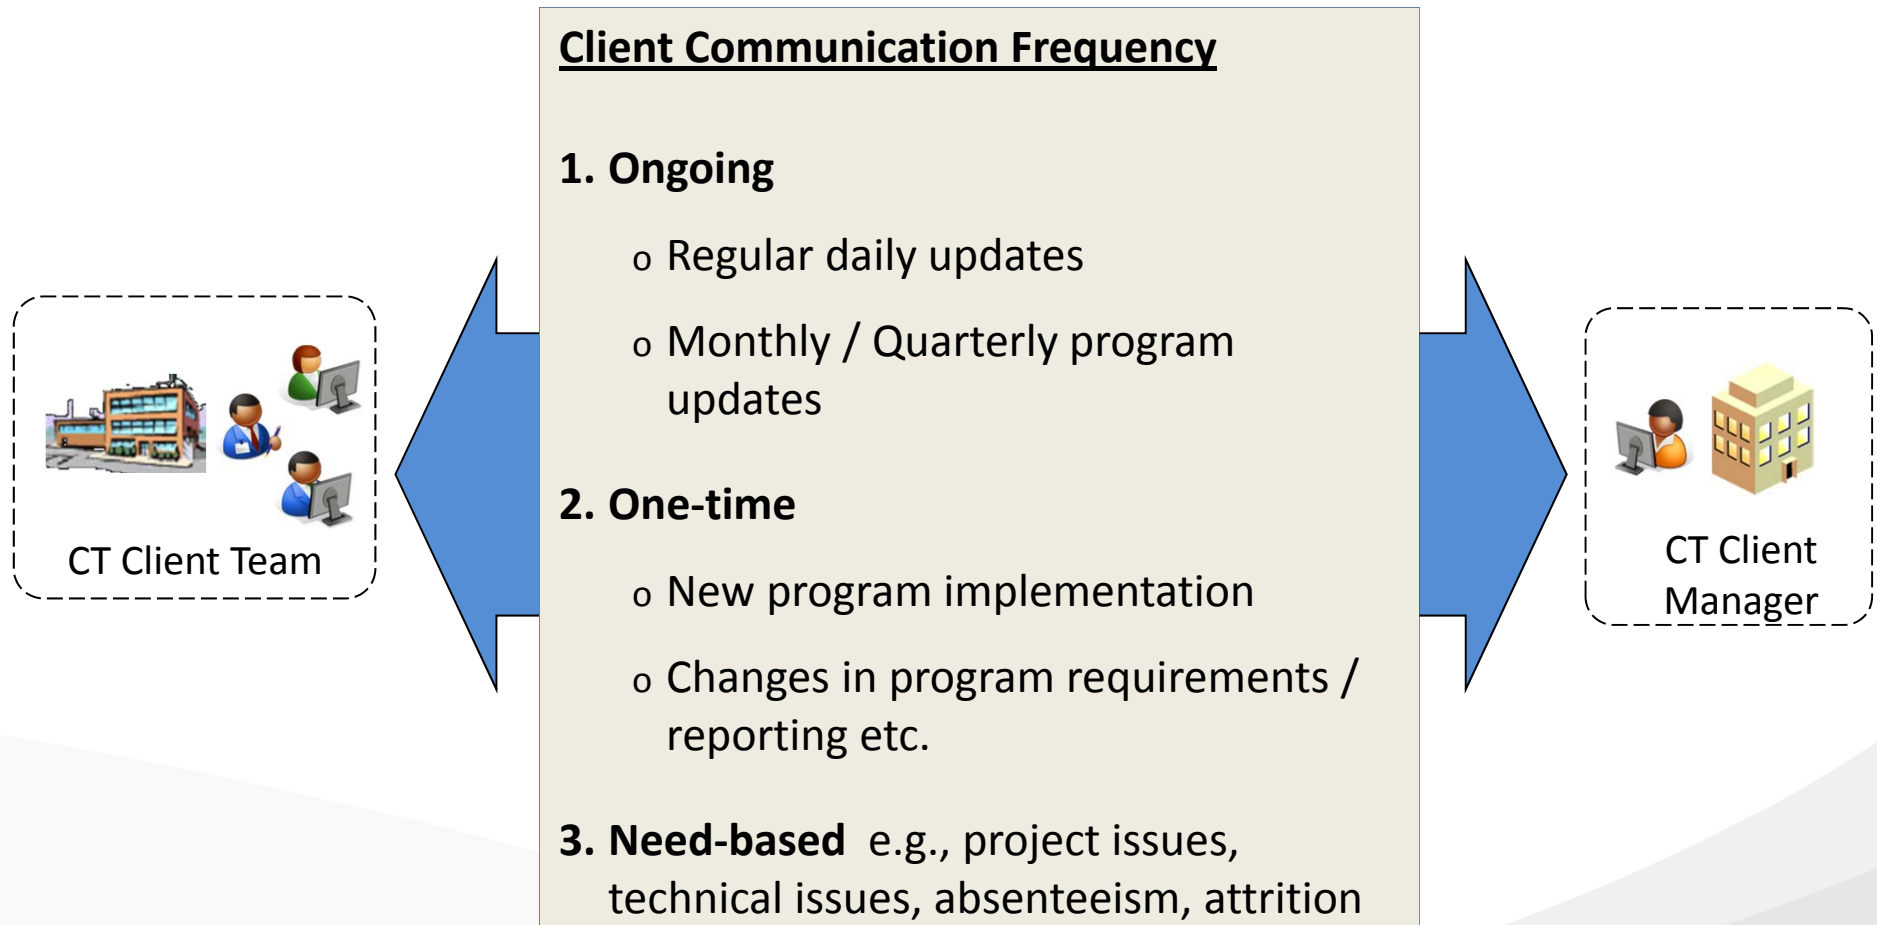 Client Communication Frequency
1. Ongoing
o Regular daily updates
o Monthly / Quarterly program
updates
2. One-time
o New program implementation
o Changes in program requirements /
reporting etc.
3. Need-based e.g., project issues,
technical issues, absenteeism, attrition
CT Client Team
CT Client
Manager